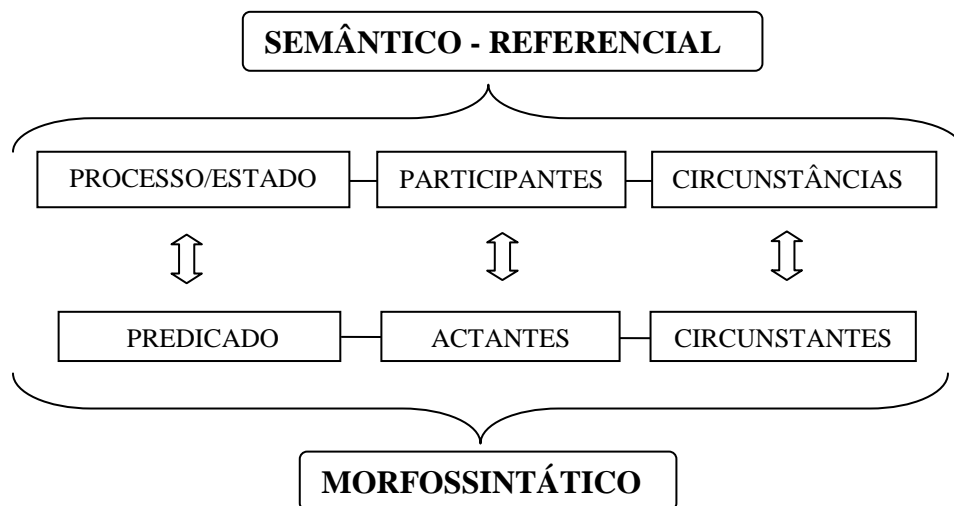 SEMÂNTICO - REFERENCIAL
PROCESSO/ESTADO PARTICIPANTES CIRCUNSTÂNCIAS
PREDICADO ACTANTES CIRCUNSTANTES
MORFOSSINTÁTICO